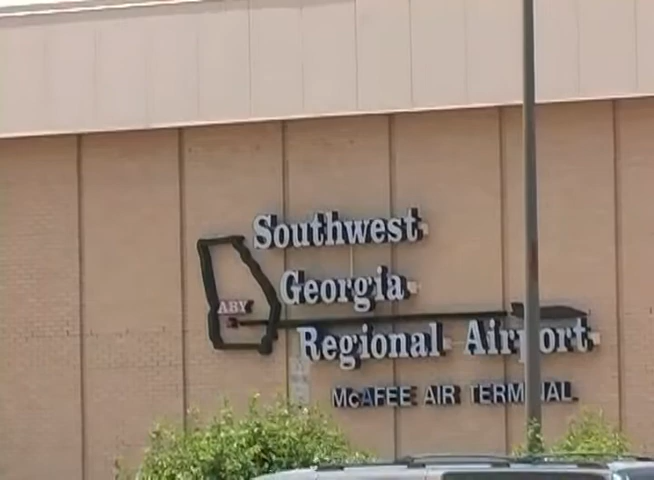 Southwest
Georgia
ABY
Regional Airport
McAFEE AIR TERMINAL